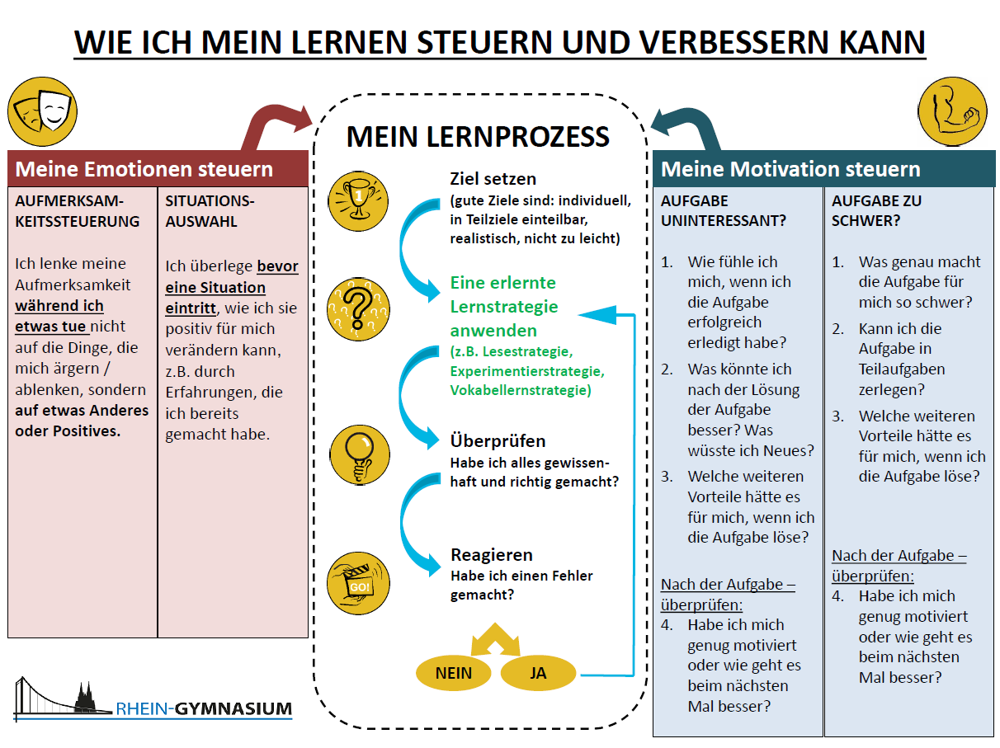 WIE ICH MEIN LERNEN STEUERN UND VERBESSERN KANN
Meine Emotionen steuern
AUFMERKSAM-
KEITSSTEUERUNG
Ich lenke meine
Aufmerksamkeit
während ich
etwas tue nicht
auf die Dinge, die
mich ärgern /
ablenken, sondern
auf etwas Anderes
oder Positives.
SITUATIONS-
AUSWAHL
Ich überlege bevor
eine Situation
eintritt, wie ich sie
positiv für mich
verändern kann,
z.B. durch
Erfahrungen, die
ich bereits
gemacht habe.
RHEIN-GYMNASIUM
MEIN LERNPROZESS
1
Ziel setzen
(gute Ziele sind: individuell,
in Teilziele einteilbar,
realistisch, nicht zu leicht)
?
Eine erlernte
Lernstrategie
anwenden
(z.B. Lesestrategie,
Experimentierstrategie,
Vokabellernstrategie)
Überprüfen
Habe ich alles gewissen-
haft und richtig gemacht?
GO!
Reagieren
Habe ich einen Fehler
gemacht?
NEIN
JA
Meine Motivation steuern
AUFGABE
UNINTERESSANT?
1. Wie fühle ich
mich, wenn ich
die Aufgabe
erfolgreich
erledigt habe?
2. Was könnte ich
nach der Lösung
der Aufgabe
besser? Was
wüsste ich Neues?
3. Welche weiteren
Vorteile hätte es
für mich, wenn ich
die Aufgabe löse?
Nach der Aufgabe –
überprüfen:
4. Habe ich mich
genug motiviert
oder wie geht es
beim nächsten
Mal besser?
AUFGABE ZU
SCHWER?
1. Was genau macht
die Aufgabe für
mich so schwer?
2. Kann ich die
Aufgabe in
Teilaufgaben
zerlegen?
3. Welche weiteren
Vorteile hätte es
für mich, wenn ich
die Aufgabe löse?
Nach der Aufgabe –
überprüfen:
4. Habe ich mich
genug motiviert
oder wie geht es
beim nächsten
Mal besser?